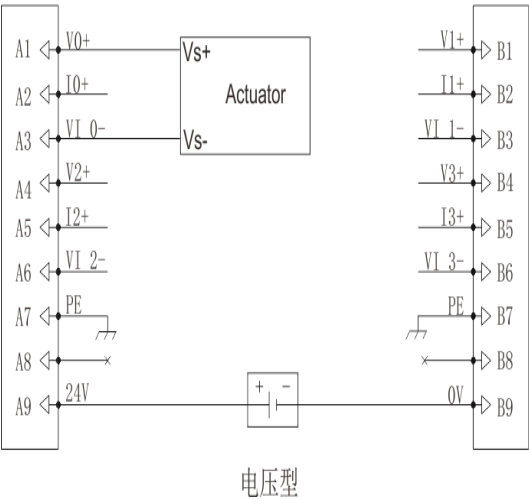 A1 V0+ Vs+ V1+ B1
A2 I0+ Actuator I1+ B2
A3 VI 0- Vs- VI 1- B3
A4 V2+ V3+ B4
A5 I2+ I3+ B5
A6 VI 2- VI 3- B6
A7 PE PE B7
A8 B8
A9 24V + - 0V B9
电压型